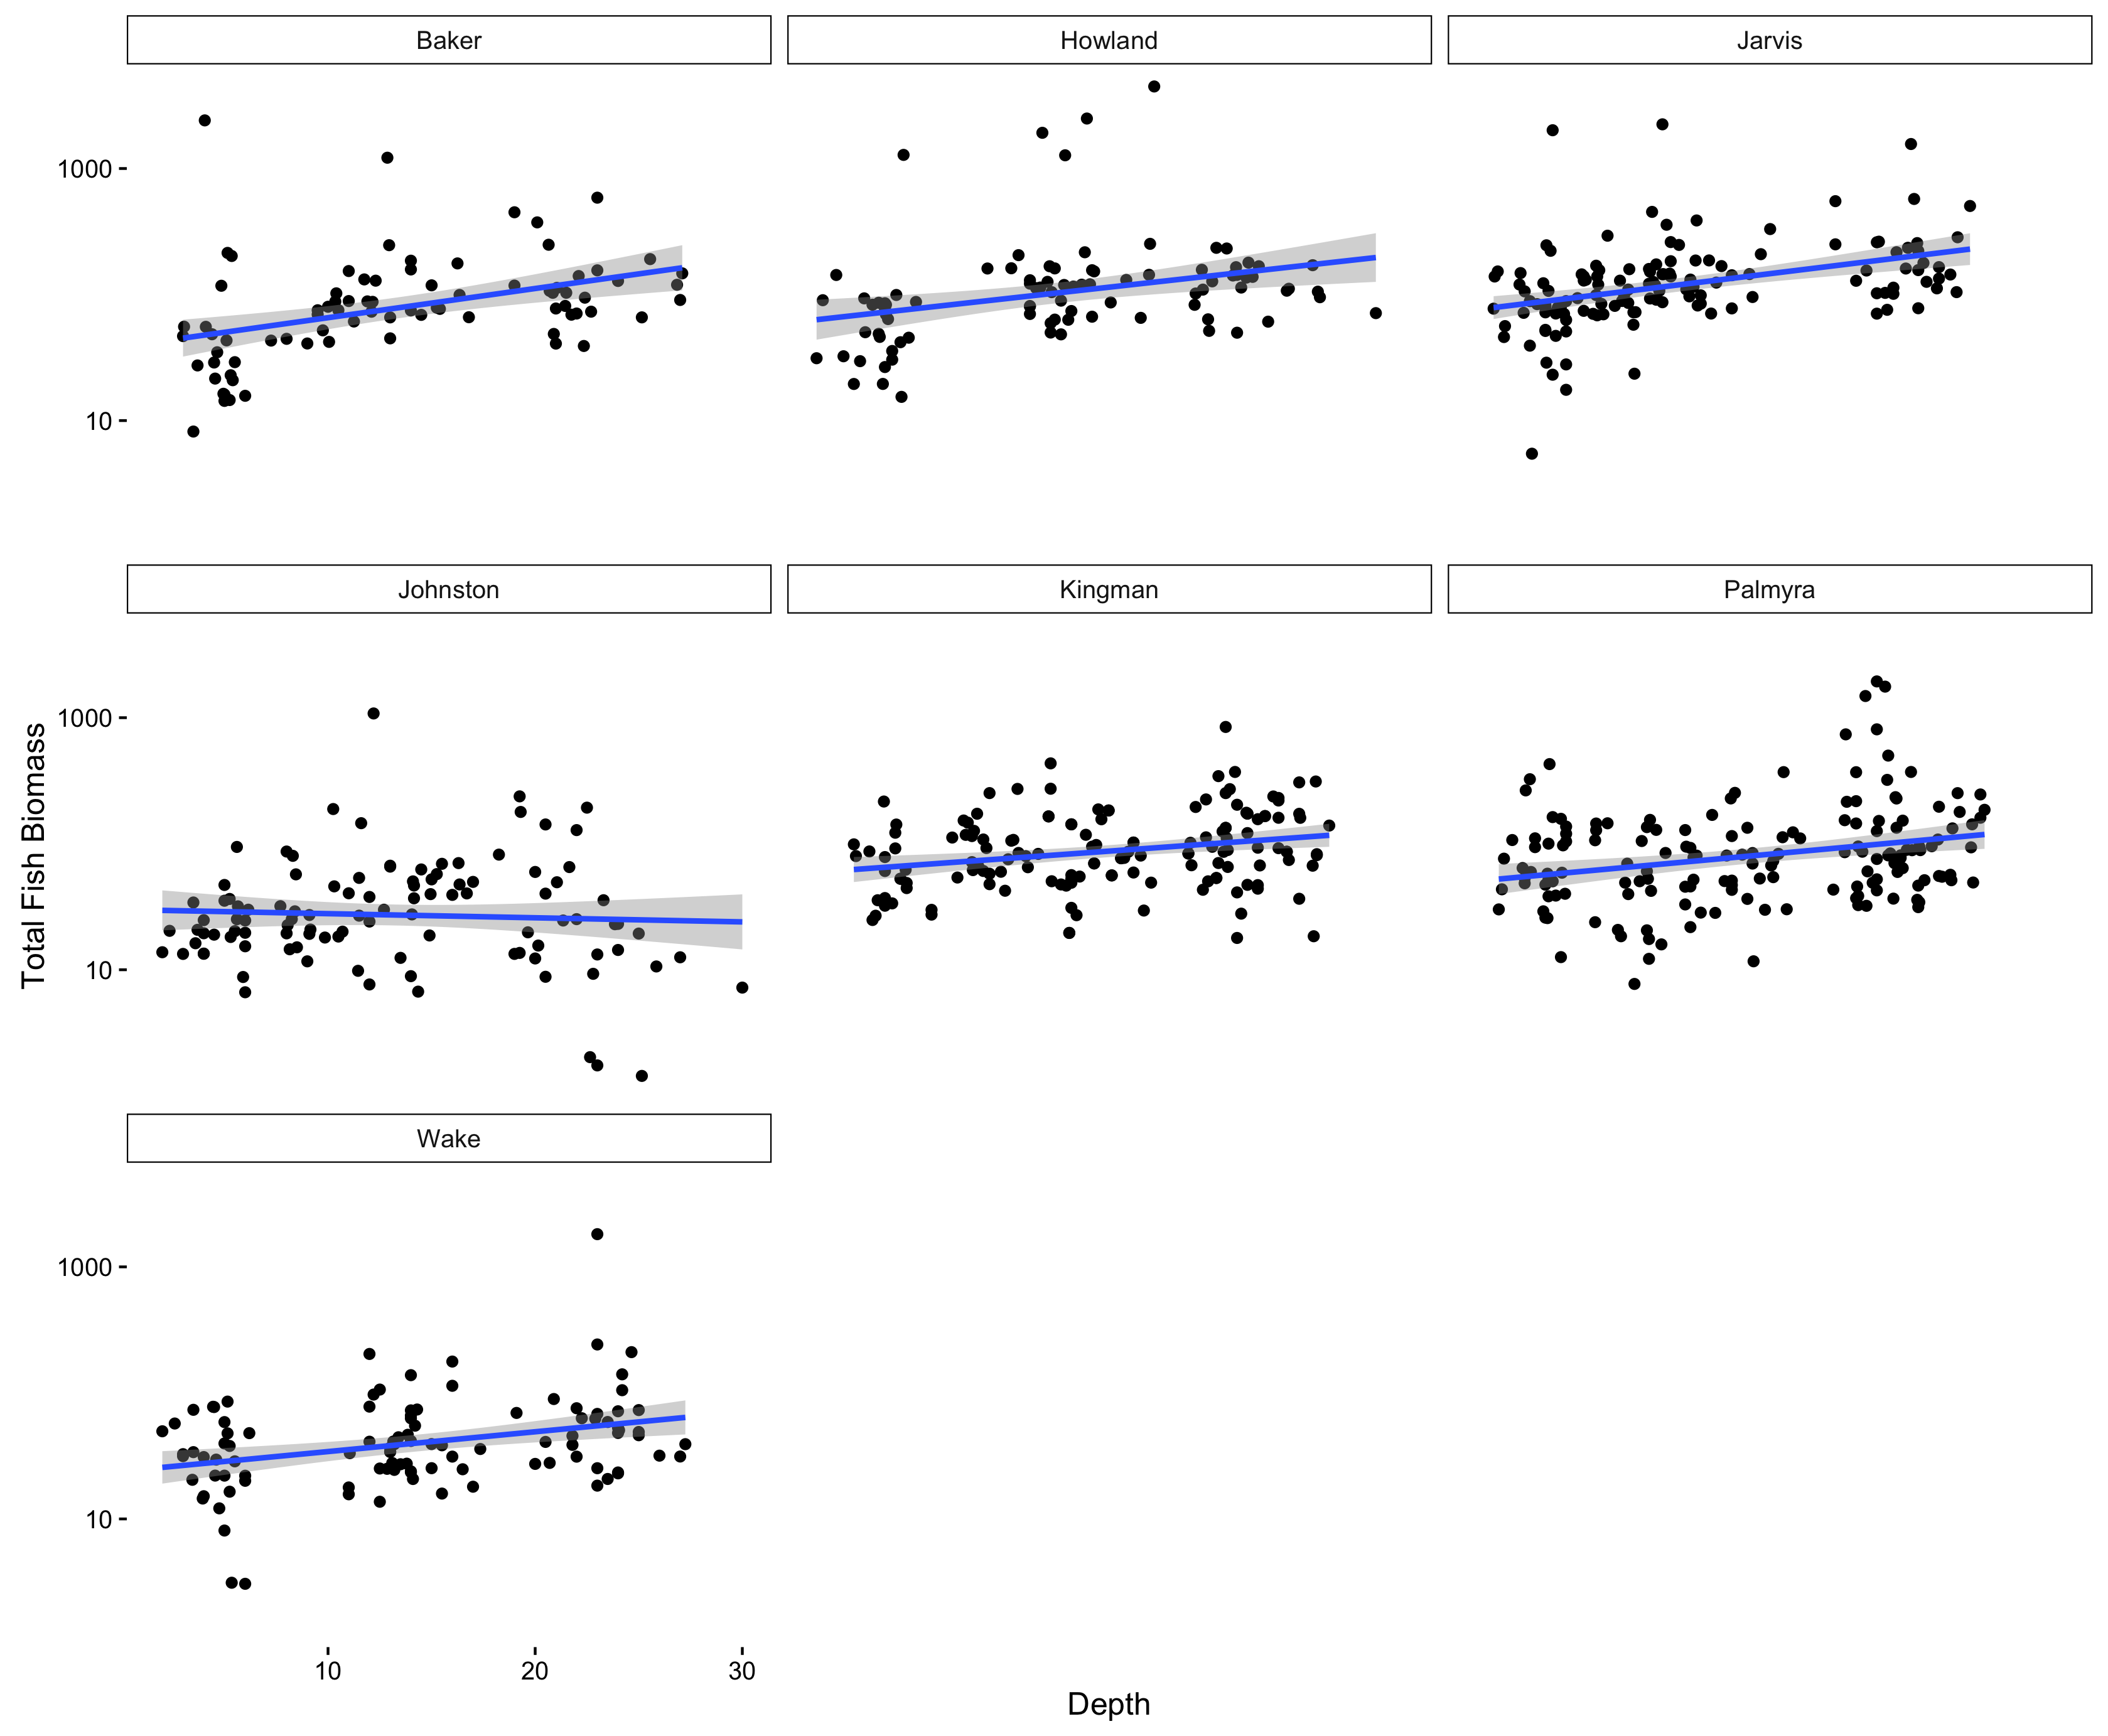 Baker
Howland
Jarvis
1000
10
Johnston
Kingman
Palmyra
1000
10
Total Fish Biomass
Wake
1000
10
10 20 30
Depth